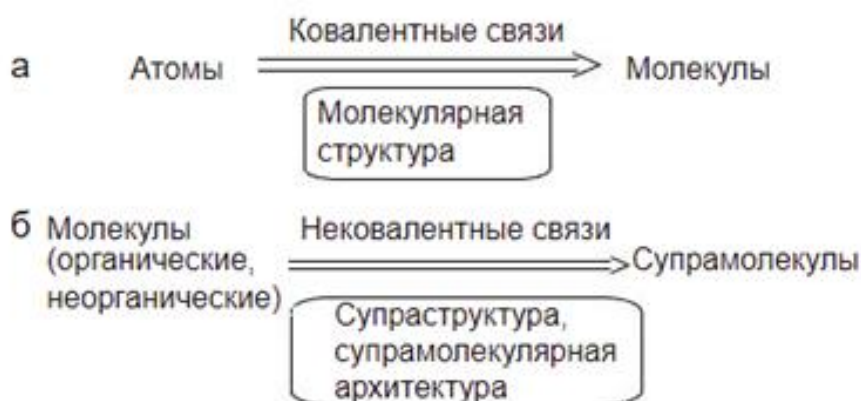 Ковалентные связи
а Атомы Молекулы
Молекулярная
структура
б Молекулы Нековалентные связи
(органические, Супрамолекулы
неорганические)
Супраструктура,
супрамолекулярная
архитектура